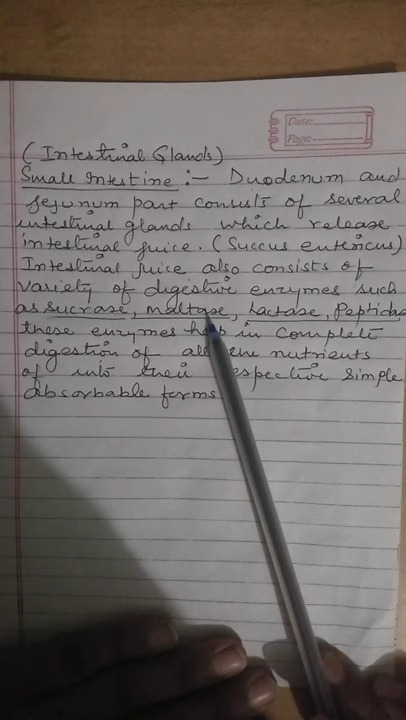 Date:
Page:
(Intestinal Glands)
Small Intestine :- Duodenum and
Jejunum part consists of several
intestinal glands which release
intestinal juice. (Succus entericus)
Intestinal juice also consists of
variety of digestive enzymes such
as sucrase, maltase, Lactase, Peptidase
these enzymes help in complete
digestion of all the nutrients
of into their respective simple
absorbable forms